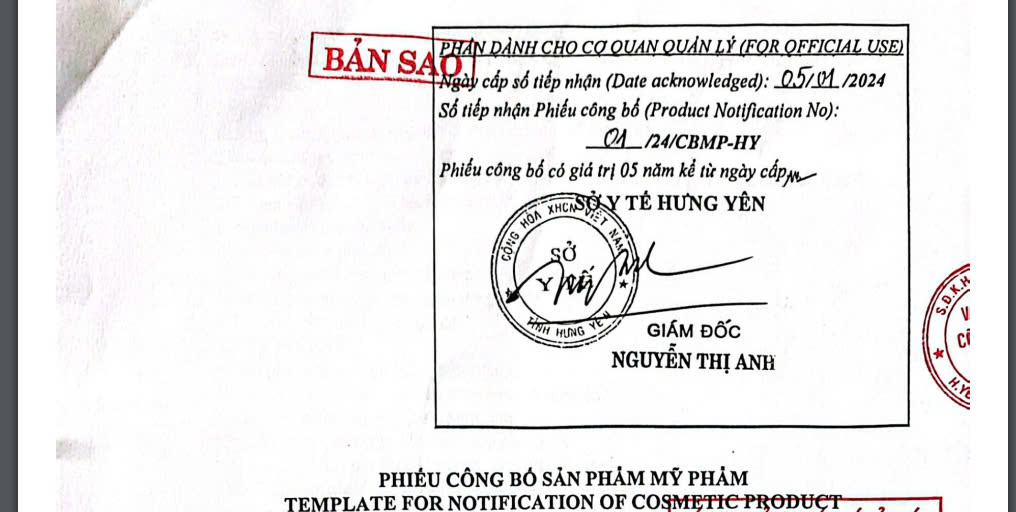 BẢN SAO
PHẦN DÀNH CHO CƠ QUAN QUẢN LÝ (FOR OFFICIAL USE)
Ngày cấp số tiếp nhận (Date acknowledged): 05/01/2024
Số tiếp nhận Phiếu công bố (Product Notification No):
01/24/CBMP-HY
Phiếu công bố có giá trị 05 năm kể từ ngày cấp
SỞ Y TẾ HƯNG YÊN
CỘNG HÒA XHCN VIỆT NAM
SỞ
Y TẾ
TỈNH HƯNG YÊN
GIÁM ĐỐC
NGUYỄN THỊ ANH
S.Đ.K.H
H.YÊ
PHIẾU CÔNG BỐ SẢN PHẨM MỸ PHẨM
TEMPLATE FOR NOTIFICATION OF COSMETIC PRODUCT